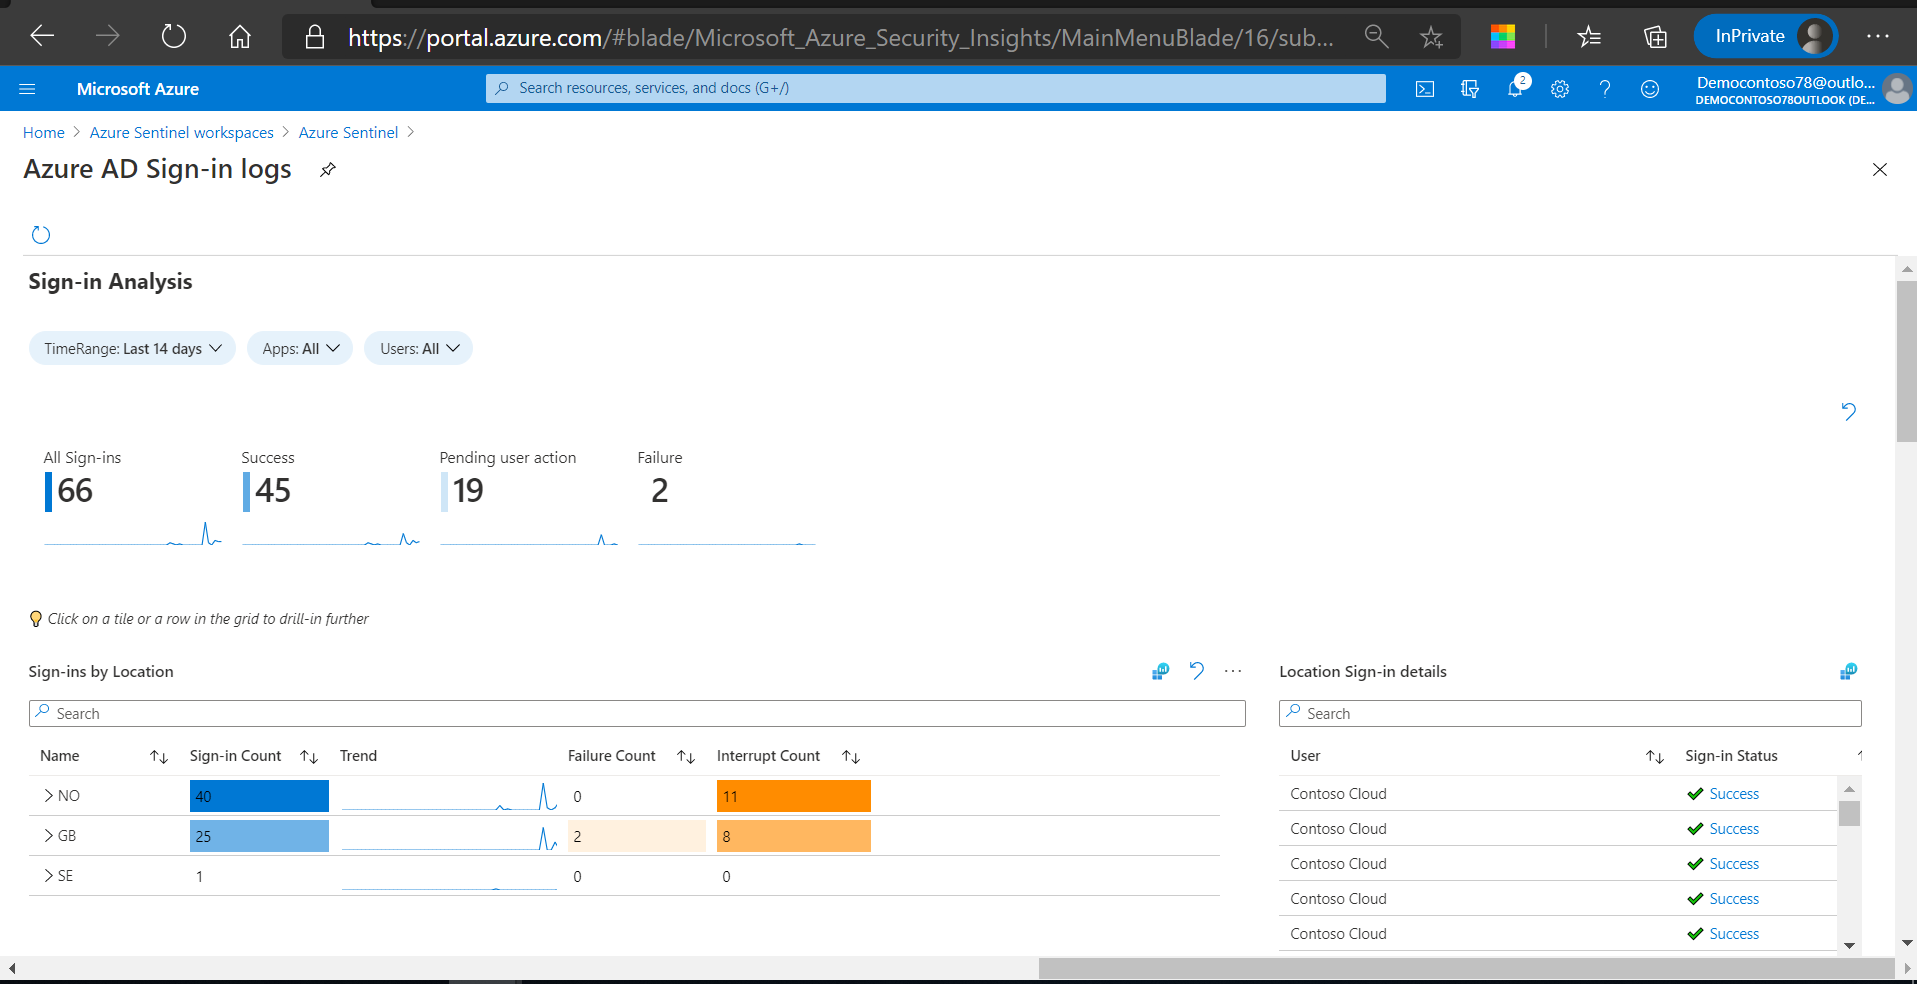 https://portal.azure.com/#blade/Microsoft_Azure_Security_Insights/MainMenuBlade/16/sub...
InPrivate
Microsoft Azure
Search resources, services, and docs (G+/)
2
Democontoso78@outlo...
DEMOCONTOSO78OUTLOOK (DE...
Home > Azure Sentinel workspaces > Azure Sentinel >
Azure AD Sign-in logs
Sign-in Analysis
TimeRange: Last 14 days
Apps: All
Users: All
All Sign-ins
66
Success
45
Pending user action
19
Failure
2
Click on a tile or a row in the grid to drill-in further
Sign-ins by Location
Search
Name Sign-in Count Trend Failure Count Interrupt Count
NO 40 0 11
GB 25 2 8
SE 1 0 0
Location Sign-in details
Search
User Sign-in Status
Contoso Cloud Success
Contoso Cloud Success
Contoso Cloud Success
Contoso Cloud Success
Contoso Cloud Success